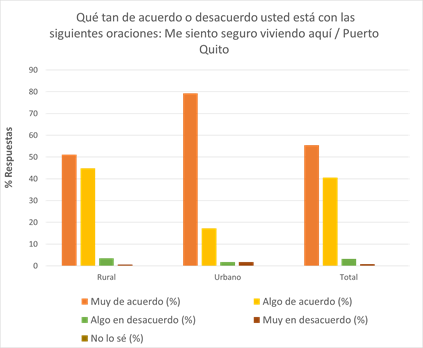 Qué tan de acuerdo o desacuerdo usted está con las
siguientes oraciones: Me siento seguro viviendo aquí / Puerto
Quito
90
80
70
60
50
40
30
20
10
0
% Respuestas
Rural
Urbano
Total
Muy de acuerdo (%)
Algo de acuerdo (%)
Algo en desacuerdo (%)
Muy en desacuerdo (%)
No lo sé (%)